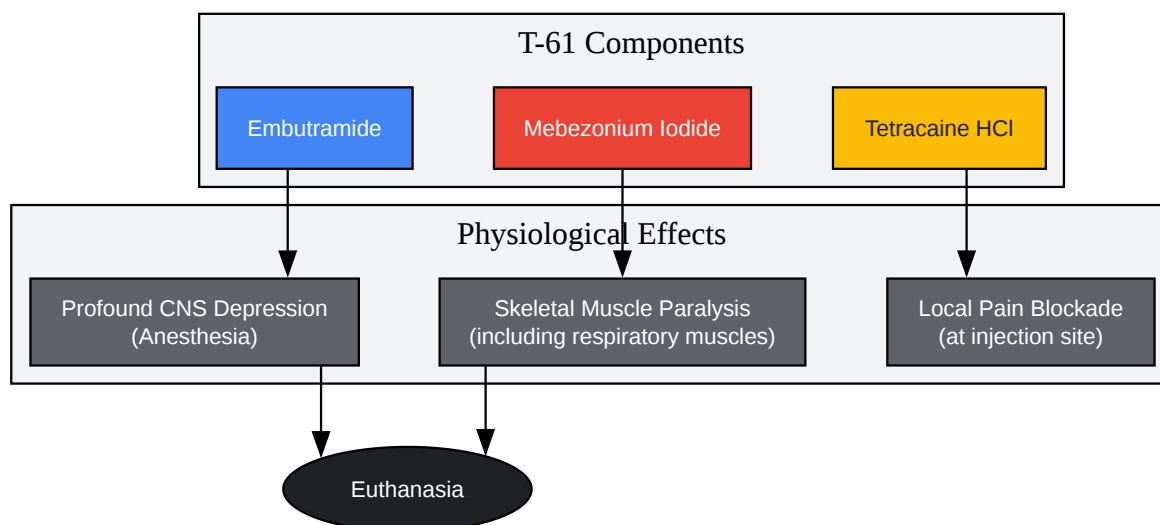 T-61 Components
Embutramide
Mebezonium Iodide
Tetracaine HCl
Physiological Effects
Profound CNS Depression
(Anesthesia)
Skeletal Muscle Paralysis
(including respiratory muscles)
Local Pain Blockade
(at injection site)
Euthanasia